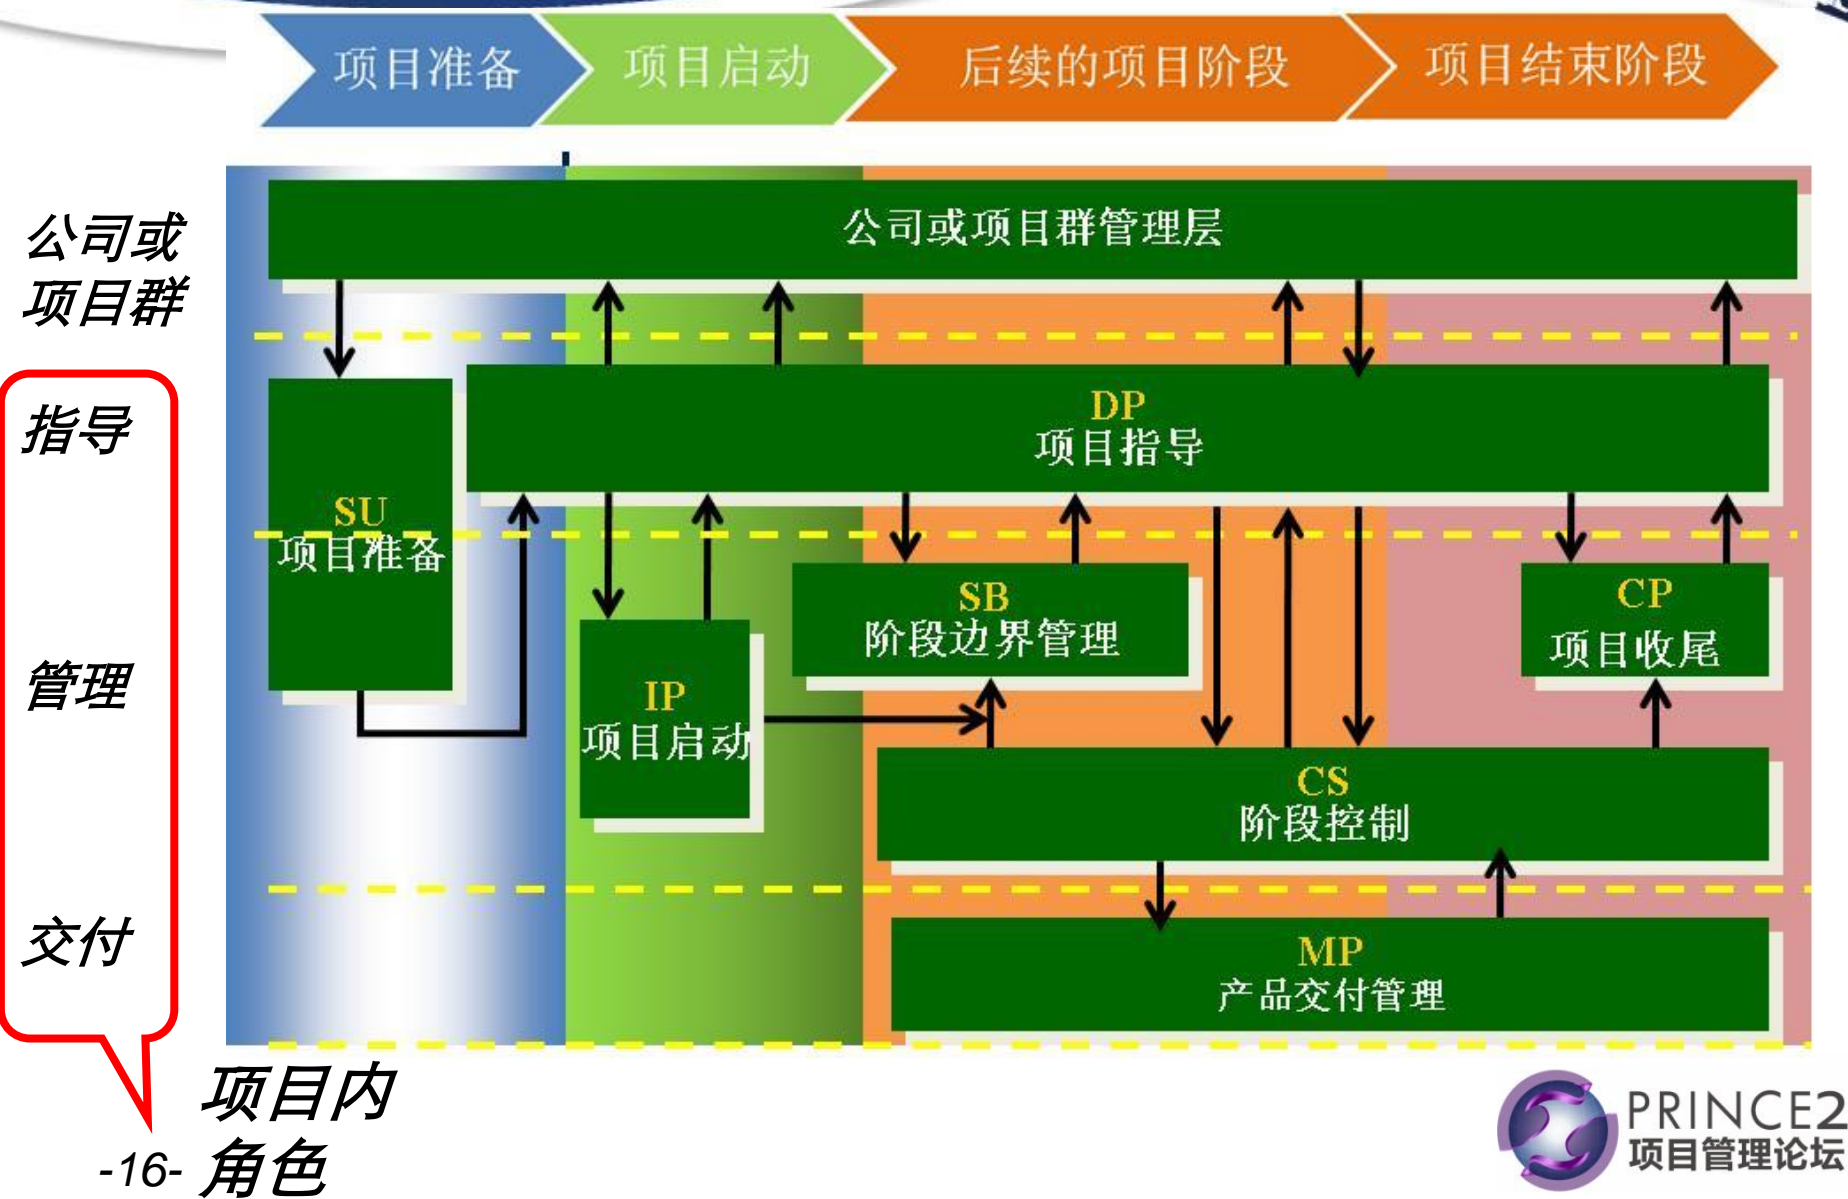 项目准备
项目启动
后续的项目阶段
项目结束阶段
公司或
项目群
公司或项目群管理层
指导
DP
项目指导
SU
项目准备
SB
阶段边界管理
CP
项目收尾
管理
IP
项目启动
CS
阶段控制
交付
MP
产品交付管理
项目内
角色
-16-
PRINCE2
项目管理论坛